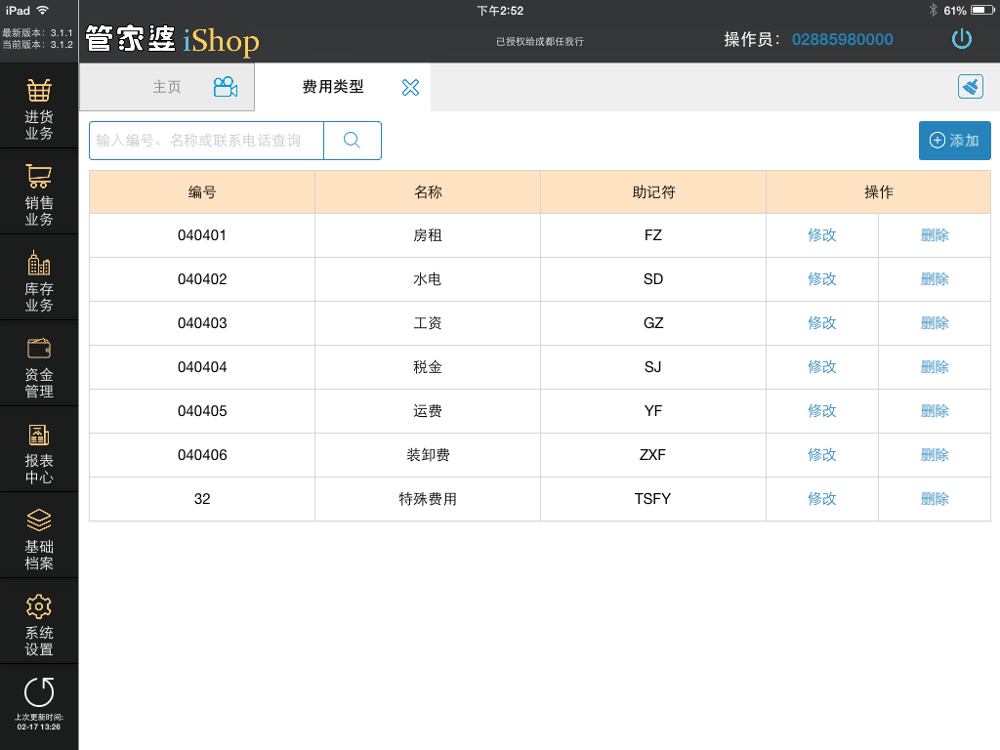 iPad 下午2:52 61%
最新版本: 3.1.1
当前版本: 3.1.2
管家婆 iShop
已授权给成都任我行
操作员: 02885980000
主页 费用类型
输入编号、名称或联系电话查询
添加
进货
业务
销售
业务
库存
业务
资金
管理
报表
中心
基础
档案
系统
设置
上次更新时间:
02-17 13:26
编号 名称 助记符 操作
040401 房租 FZ 修改 删除
040402 水电 SD 修改 删除
040403 工资 GZ 修改 删除
040404 税金 SJ 修改 删除
040405 运费 YF 修改 删除
040406 装卸费 ZXF 修改 删除
32 特殊费用 TSFY 修改 删除